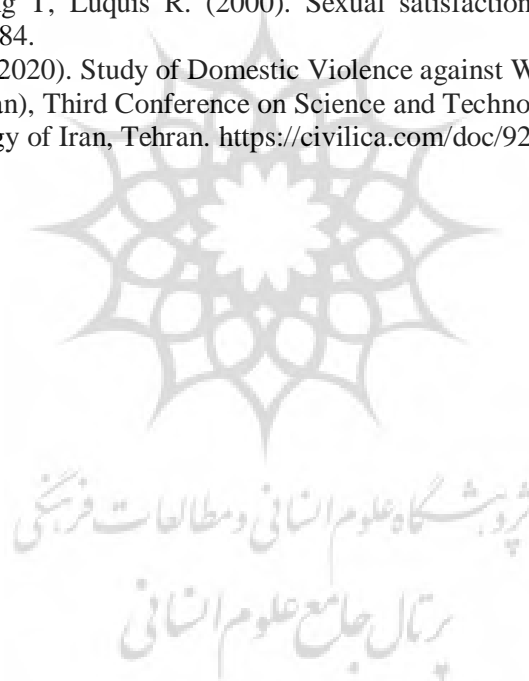 g T, Luquis R. (2000). Sexual satisfaction
84.
2020). Study of Domestic Violence against W
an), Third Conference on Science and Techno
gy of Iran, Tehran. https://civilica.com/doc/92
پژوهشگاه علوم انسانی و مطالعات فرهنگی
پرتال جامع علوم انسانی